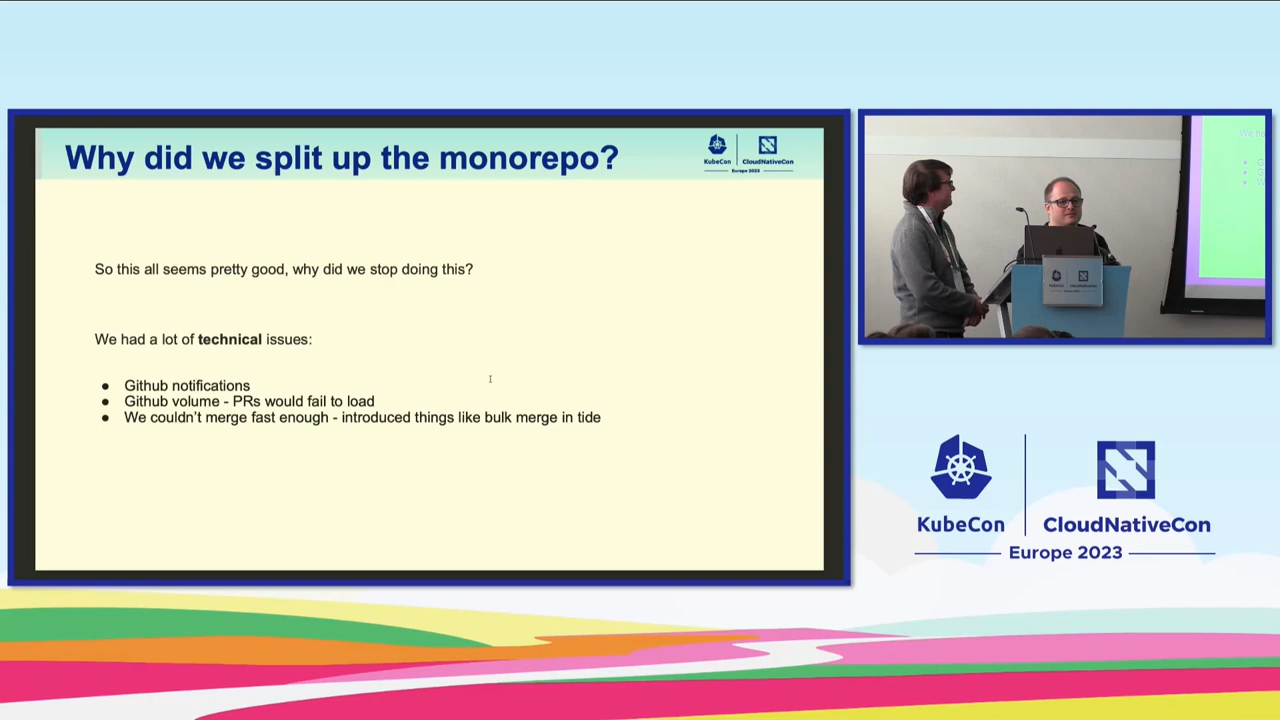 Why did we split up the monorepo?
KubeCon
CloudNativeCon
Europe 2023
So this all seems pretty good, why did we stop doing this?
We had a lot of technical issues:
● Github notifications
● Github volume - PRs would fail to load
● We couldn't merge fast enough - introduced things like bulk merge in tide
We ha
KubeCon
CloudNativeCon
Europe 2023